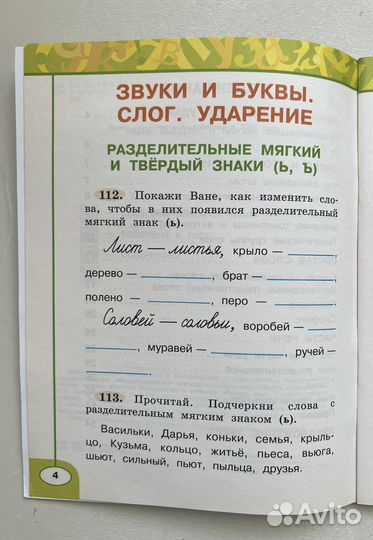 ЗВУКИ И БУКВЫ.
СЛОГ. УДАРЕНИЕ
РАЗДЕЛИТЕЛЬНЫЕ МЯГКИЙ
И ТВЁРДЫЙ ЗНАКИ (Ь, Ъ)
112. Покажи Ване, как изменить сло-
ва, чтобы в них появился разделительный
мягкий знак (ь).
Лист — листья, крыло — ,
дерево — , брат — ,
полено — , перо — .
Соловей — соловьи, воробей —
, муравей — , ручей —
.
113. Прочитай. Подчеркни слова с
разделительным мягким знаком (ь).
Васильки, Дарья, коньки, семья, крыль-
цо, Кузьма, кольцо, житьё, пьеса, вьюга,
шьют, сильный, пьют, пыльца, друзья.
4
Avito